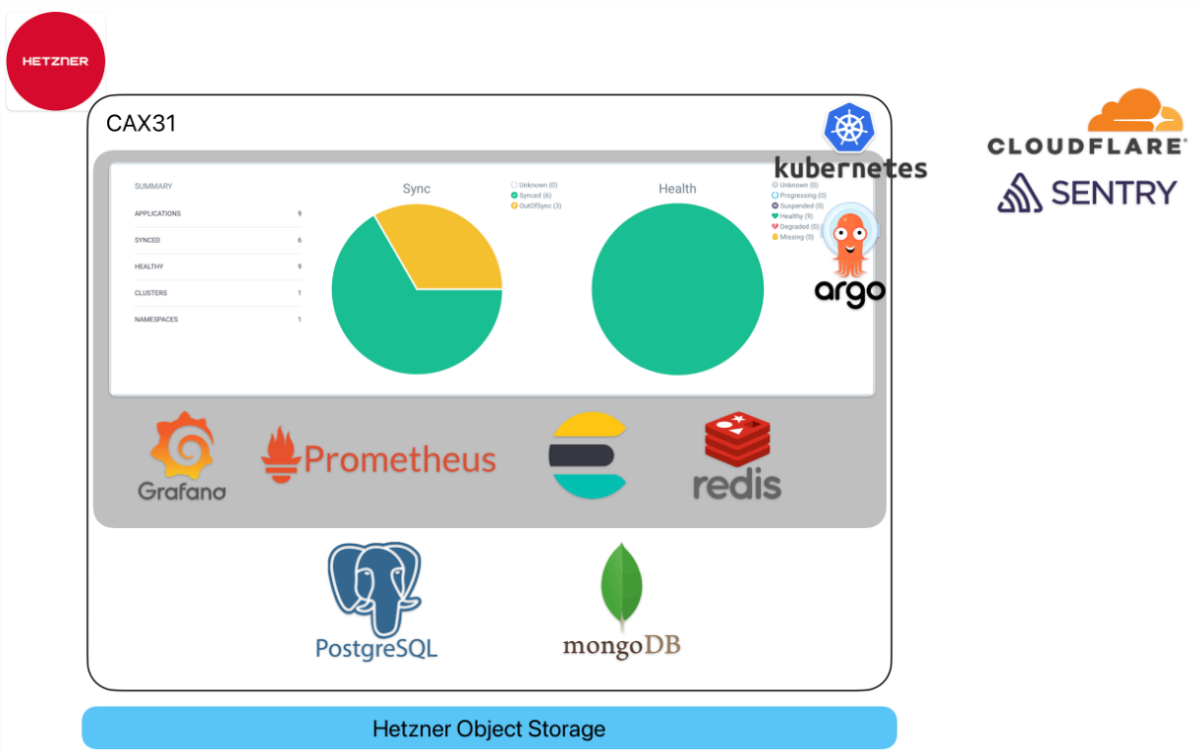 HETZNER
CAX31
kubernetes
CLOUDFLARE
SENTRY
SUMMARY
APPLICATIONS 9
SYNCED 6
HEALTHY 9
CLUSTERS 1
NAMESPACES 1
Sync
Unknown (0)
Synced (6)
OutOfSync (3)
Health
Unknown (0)
Progressing (0)
Suspended (0)
Healthy (9)
Degraded (0)
Missing (0)
argo
Grafana
Prometheus
redis
PostgreSQL
mongoDB
Hetzner Object Storage